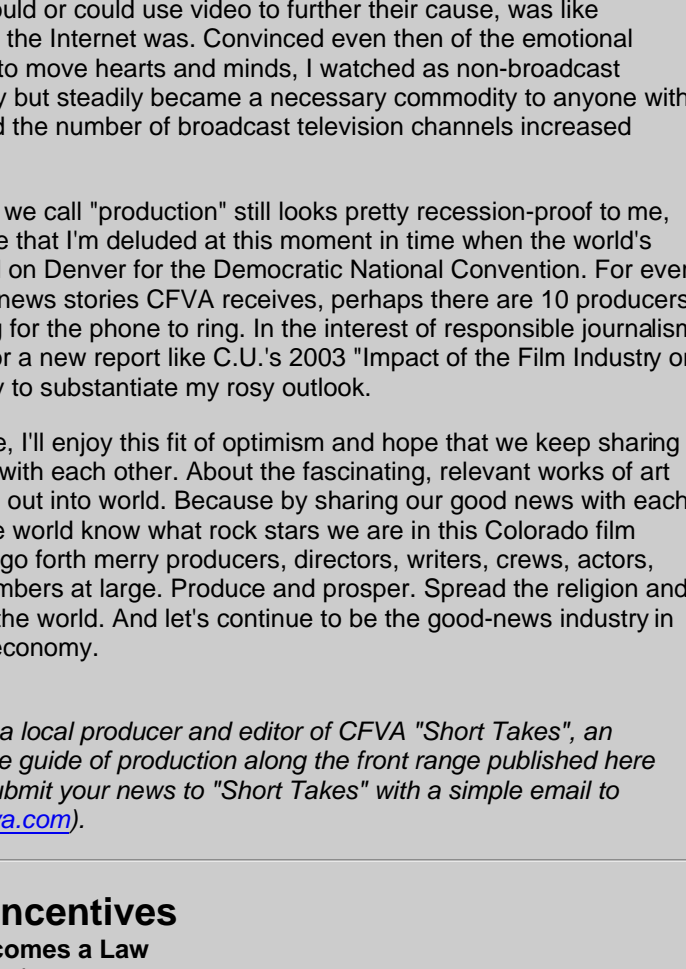 ould or could use video to further their cause, was like
the Internet was. Convinced even then of the emotional
to move hearts and minds, I watched as non-broadcast
y but steadily became a necessary commodity to anyone with
d the number of broadcast television channels increased
we call "production" still looks pretty recession-proof to me,
e that I'm deluded at this moment in time when the world's
on Denver for the Democratic National Convention. For ever
news stories CFVA receives, perhaps there are 10 producers
g for the phone to ring. In the interest of responsible journalism
or a new report like C.U.'s 2003 "Impact of the Film Industry on
y to substantiate my rosy outlook.
e, I'll enjoy this fit of optimism and hope that we keep sharing
with each other. About the fascinating, relevant works of art
out into world. Because by sharing our good news with each
e world know what rock stars we are in this Colorado film
go forth merry producers, directors, writers, crews, actors,
mbers at large. Produce and prosper. Spread the religion and
the world. And let's continue to be the good-news industry in
economy.
a local producer and editor of CFVA "Short Takes", an
e guide of production along the front range published here
ubmit your news to "Short Takes" with a simple email to
va.com).
ncentives
comes a Law